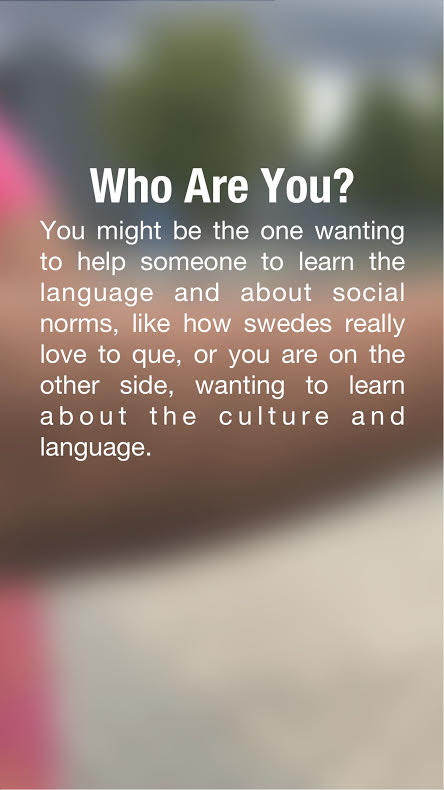 Who Are You?
You might be the one wanting
to help someone to learn the
language and about social
norms, like how swedes really
love to que, or you are on the
other side, wanting to learn
about the culture and
language.